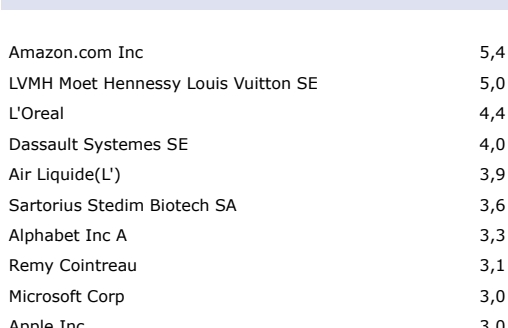 Amazon.com Inc 5,4
LVMH Moet Hennessy Louis Vuitton SE 5,0
L'Oreal 4,4
Dassault Systemes SE 4,0
Air Liquide(L') 3,9
Sartorius Stedim Biotech SA 3,6
Alphabet Inc A 3,3
Remy Cointreau 3,1
Microsoft Corp 3,0
Apple Inc 3,0